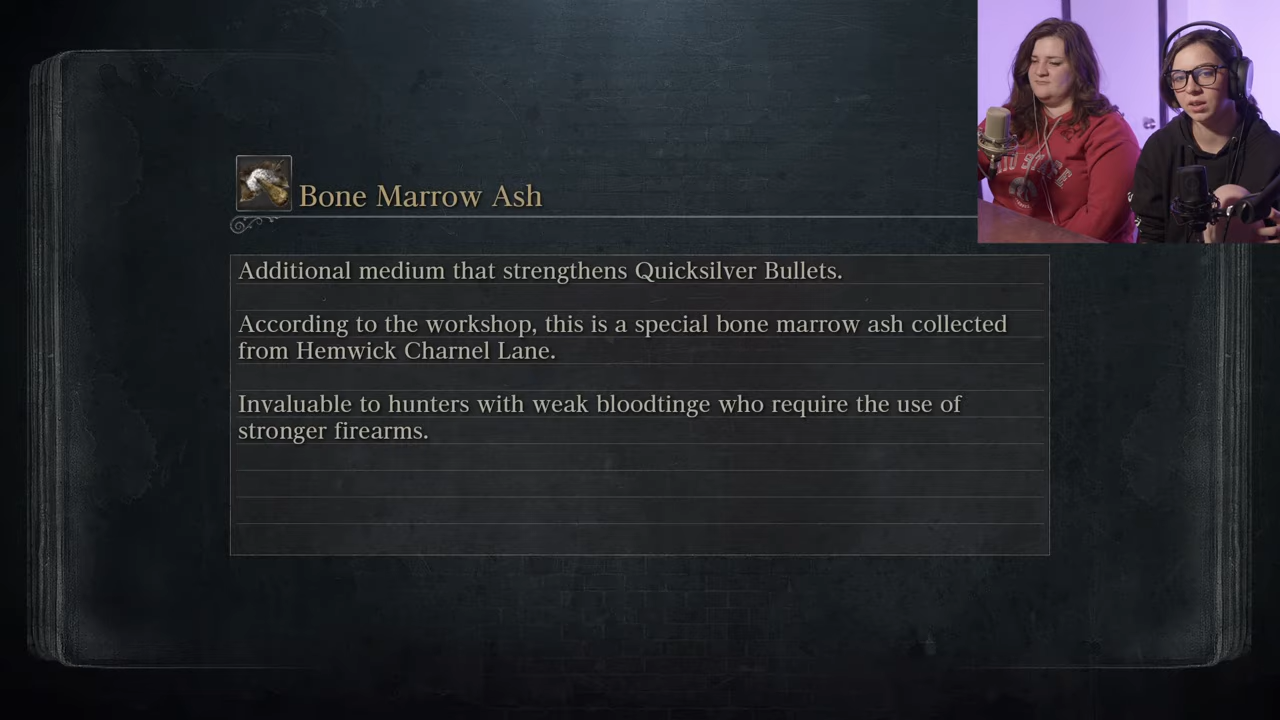 Bone Marrow Ash
Additional medium that strengthens Quicksilver Bullets.
According to the workshop, this is a special bone marrow ash collected
from Hemwick Charnel Lane.
Invaluable to hunters with weak bloodtinge who require the use of
stronger firearms.